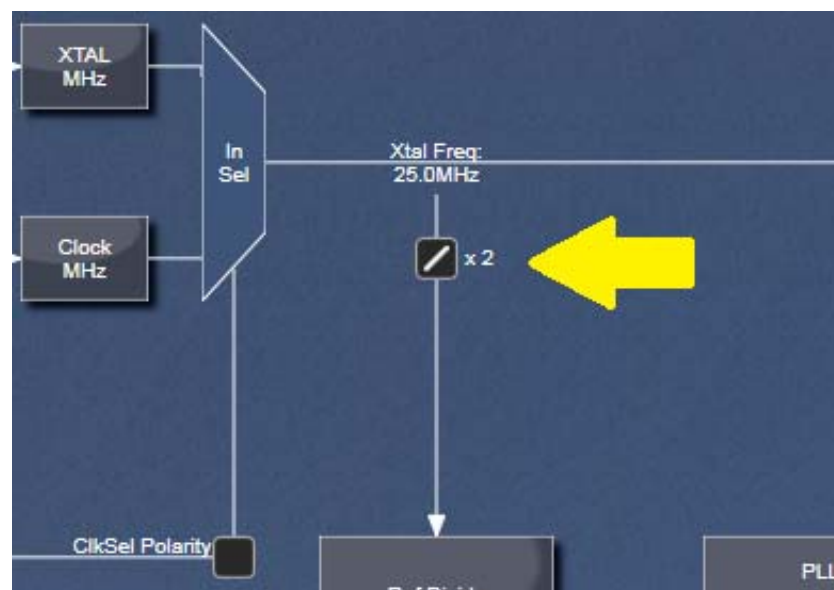 XTAL
MHz
In
Sel
Xtal Freq:
25.0MHz
Clock
MHz
x 2
ClkSel Polarity
PLL